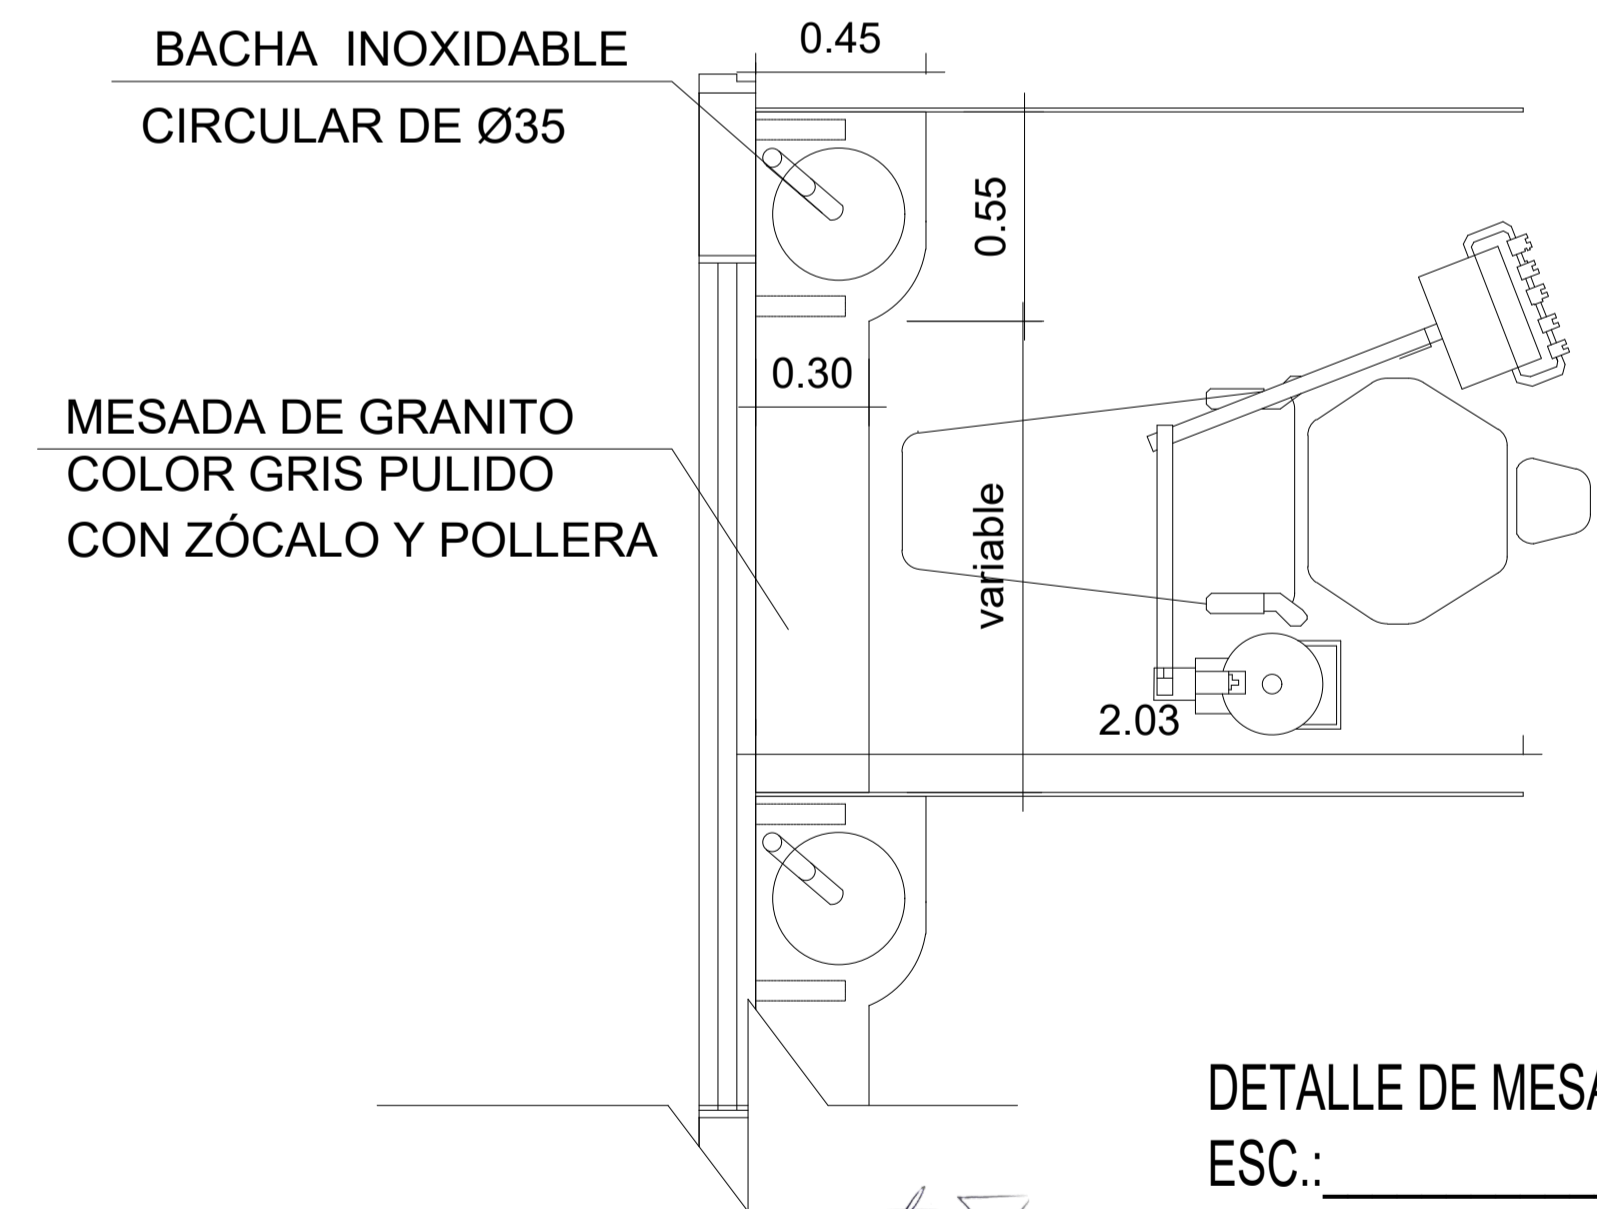 BACHA INOXIDABLE
CIRCULAR DE Ø35
0.45
0.55
0.30
MESADA DE GRANITO
COLOR GRIS PULIDO
CON ZÓCALO Y POLLERA
variable
2.03
DETALLE DE MESA
ESC.: